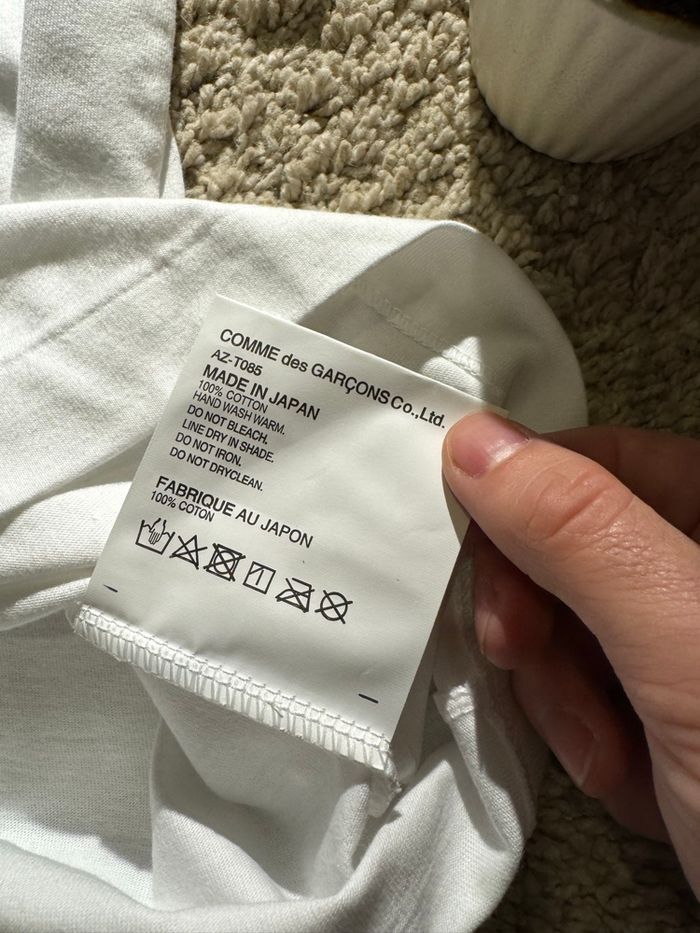 COMME des GARÇONS Co.,Ltd.
AZ-T085
MADE IN JAPAN
100% COTTON
HAND WASH WARM.
DO NOT BLEACH.
LINE DRY IN SHADE.
DO NOT IRON.
DO NOT DRYCLEAN.
FABRIQUE AU JAPON
100% COTON